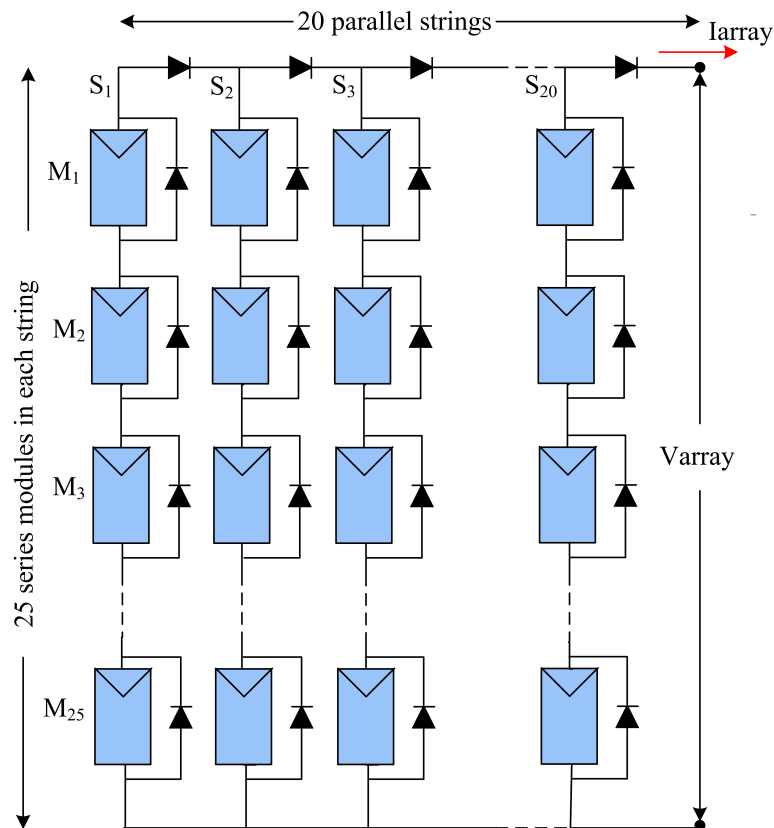 20 parallel strings
Iarray
S1 S2 S3 S20
M1
M2
M3
M25
25 series modules in each string
Varray